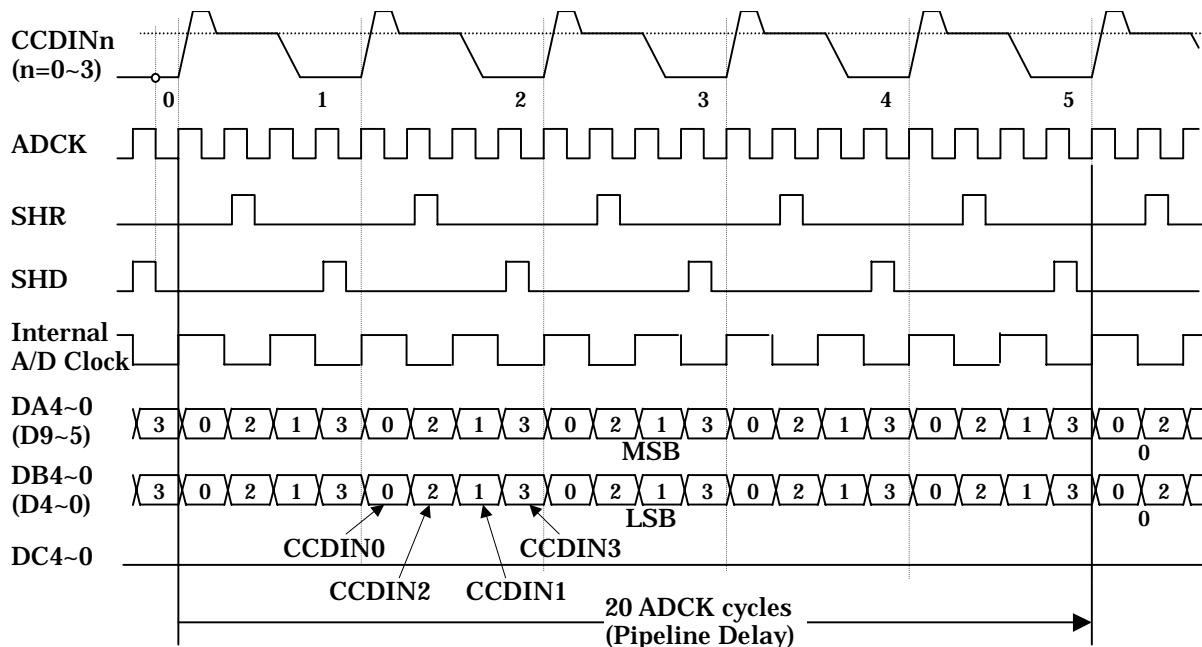 CCDINn
(n=0~3)
0 1 2 3 4 5
ADCK
SHR
SHD
Internal
A/D Clock
DA4~0
(D9~5)
3 0 2 1 3 0 2 1 3 0 2 1 3 0 2 1 3 0 2 1 3 0 2
MSB 0
DB4~0
(D4~0)
3 0 2 1 3 0 2 1 3 0 2 1 3 0 2 1 3 0 2 1 3 0 2
LSB 0
CCDIN0 CCDIN3
DC4~0
CCDIN2 CCDIN1
20 ADCK cycles
(Pipeline Delay)